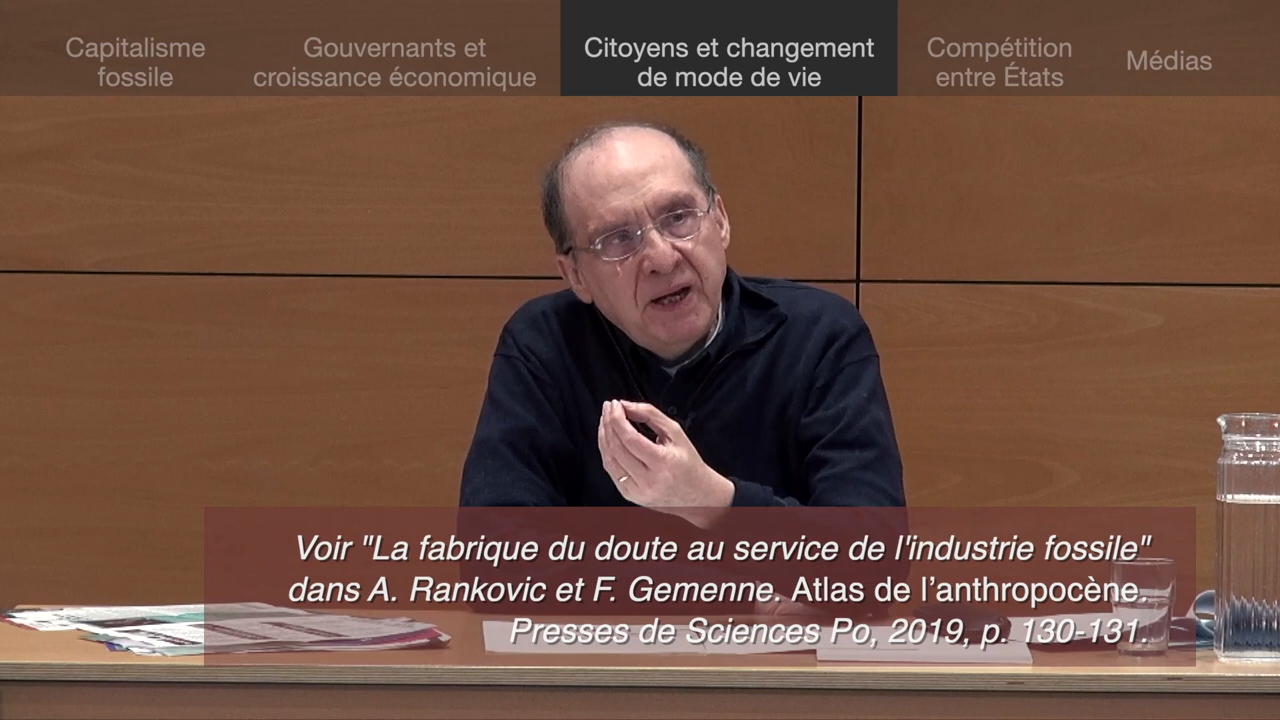 Capitalisme
fossile
Gouvernants et
croissance économique
Citoyens et changement
de mode de vie
Compétition
entre États
Médias
Voir "La fabrique du doute au service de l'industrie fossile"
dans A. Rankovic et F. Gemenne. Atlas de l’anthropocène.
Presses de Sciences Po, 2019, p. 130-131.